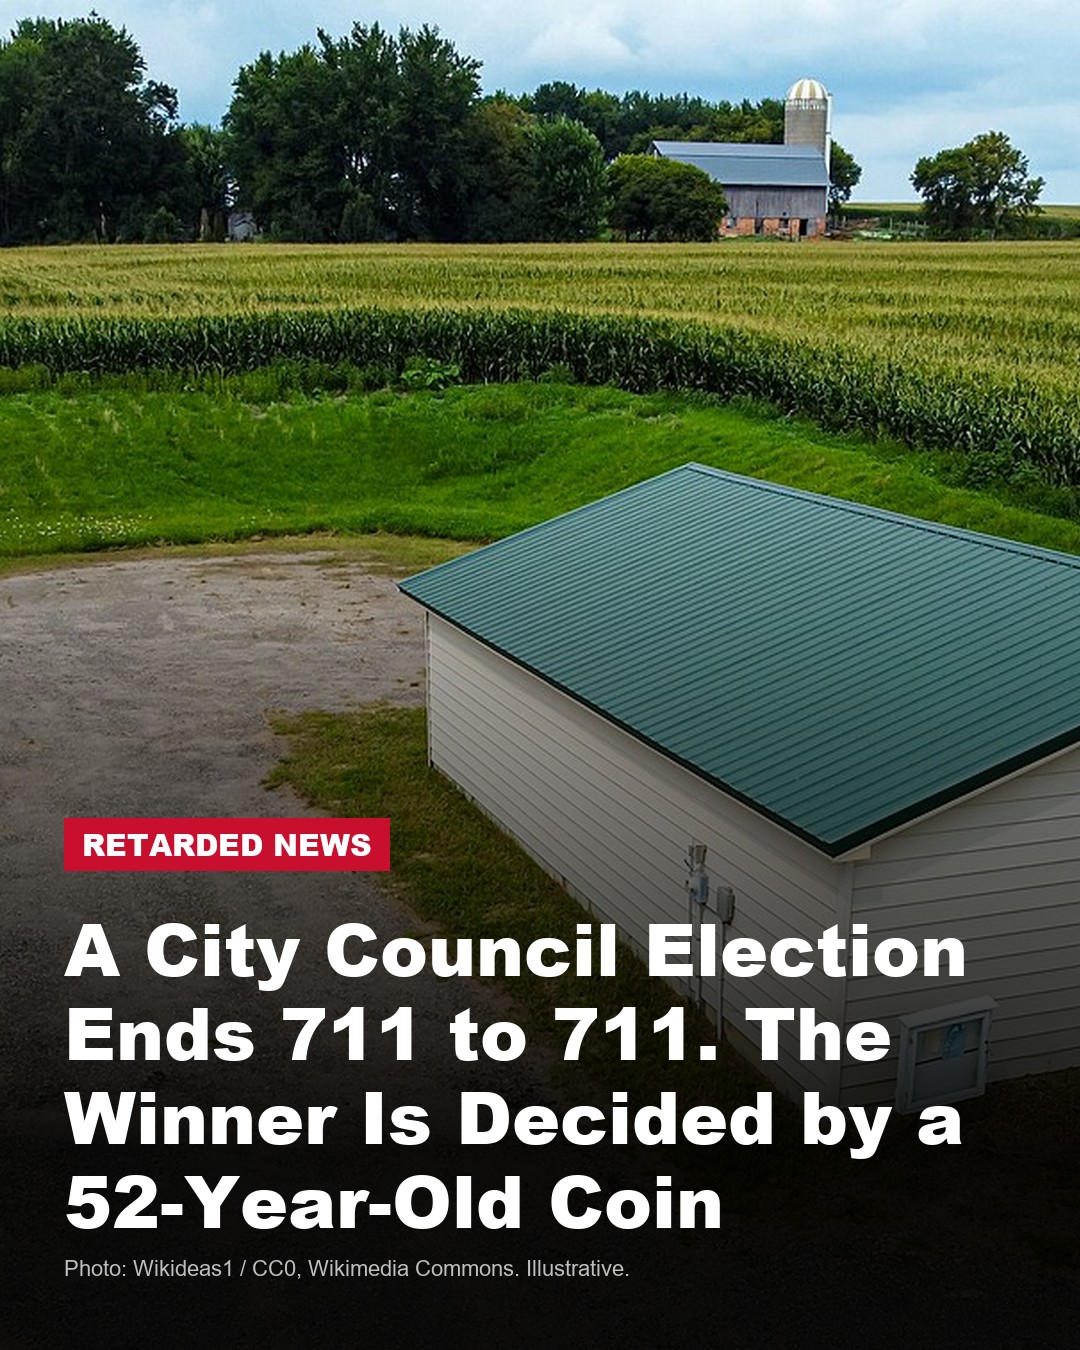 RETARDED NEWS
A City Council Election
Ends 711 to 711. The
Winner Is Decided by a
52-Year-Old Coin
Photo: Wikideas1 / CC0, Wikimedia Commons. Illustrative.